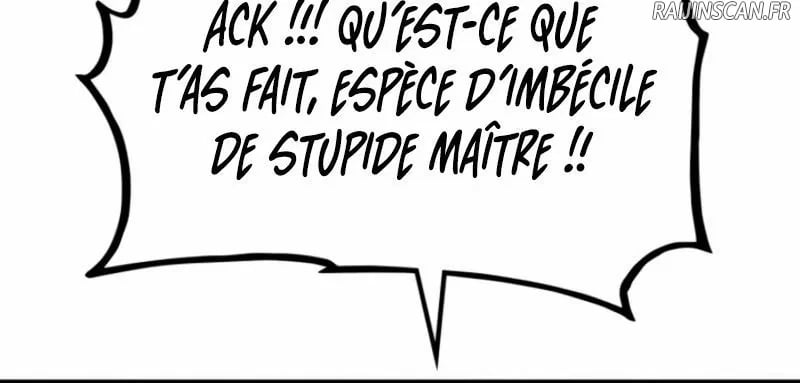 RAIJINSCAN.FR
ACK !!! QU'EST-CE QUE
T'AS FAIT, ESPÈCE D'IMBÉCILE
DE STUPIDE MAÎTRE !!